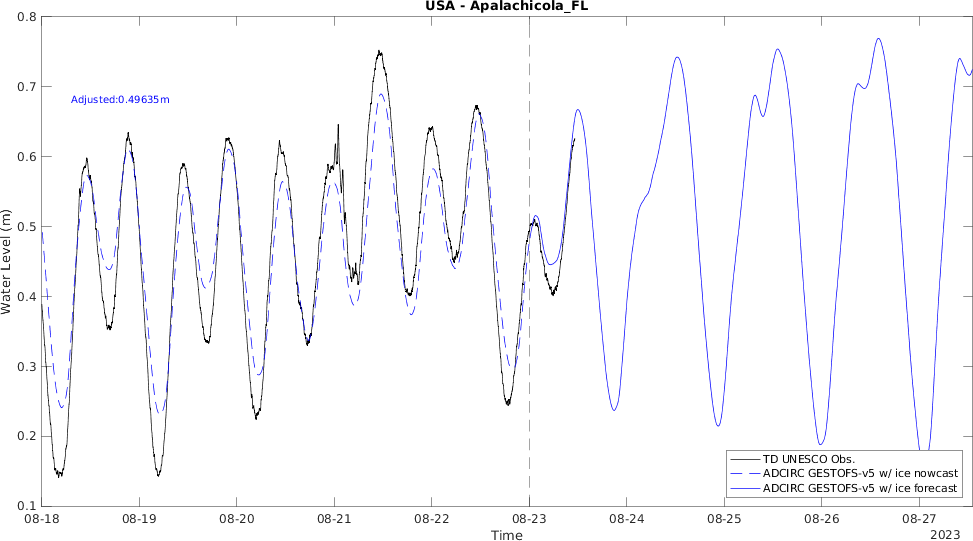 USA - Apalachicola_FL
0.8
0.7
0.6
0.5
0.4
0.3
0.2
0.1
Water Level (m)
Adjusted:0.49635m
TD UNESCO Obs.
ADCIRC GESTOFS-v5 w/ ice nowcast
ADCIRC GESTOFS-v5 w/ ice forecast
08-18 08-19 08-20 08-21 08-22 08-23 08-24 08-25 08-26 08-27
Time
2023